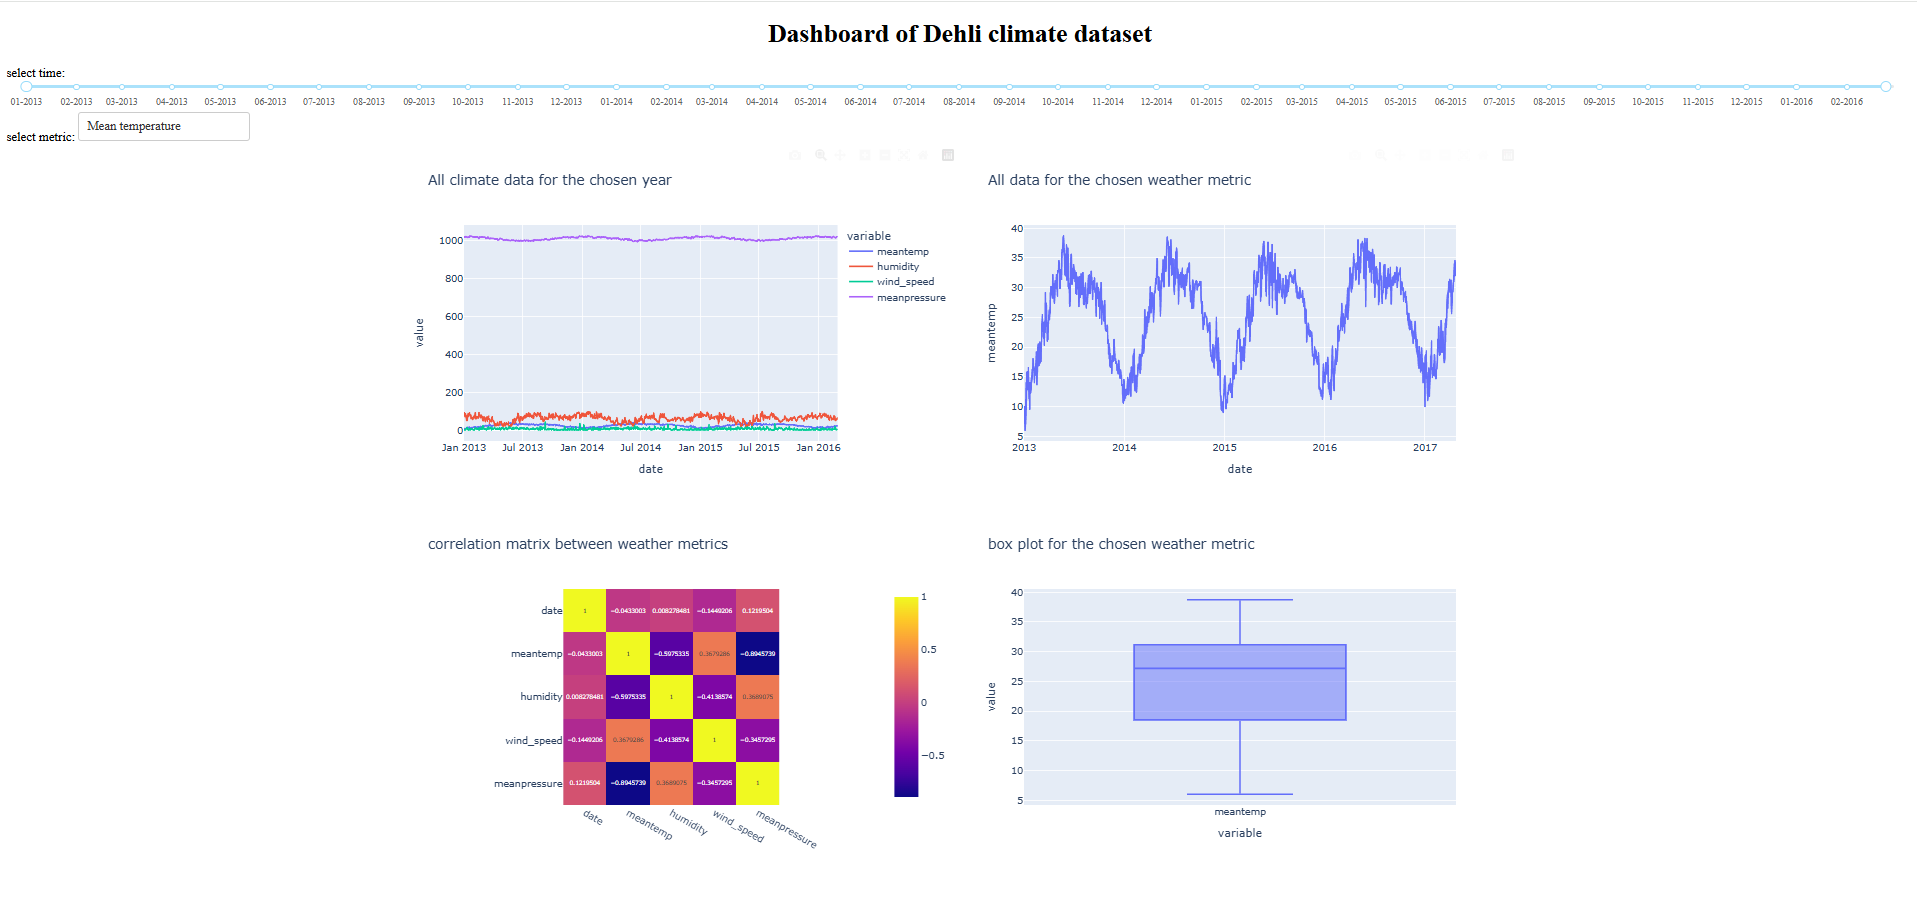 Dashboard of Dehli climate dataset
select time:
01-2013 02-2013 03-2013 04-2013 05-2013 06-2013 07-2013 08-2013 09-2013 10-2013 11-2013 12-2013 01-2014 02-2014 03-2014 04-2014 05-2014 06-2014 07-2014 08-2014 09-2014 10-2014 11-2014 12-2014 01-2015 02-2015 03-2015 04-2015 05-2015 06-2015 07-2015 08-2015 09-2015 10-2015 11-2015 12-2015 01-2016 02-2016
select metric: Mean temperature
All climate data for the chosen year
1000
800
600
400
200
0
value
Jan 2013 Jul 2013 Jan 2014 Jul 2014 Jan 2015 Jul 2015 Jan 2016
date
variable
meantemp
humidity
wind_speed
meanpressure
All data for the chosen weather metric
40
35
30
25
20
15
10
5
meantemp
2013 2014 2015 2016 2017
date
correlation matrix between weather metrics
date 1 −0.0433003 0.008278481 −0.1449206 0.1219504
meantemp −0.0433003 1 −0.5975335 0.3679286 −0.8945739
humidity 0.008278481 −0.5975335 1 −0.4138574 0.3689075
wind_speed −0.1449206 0.3679286 −0.4138574 1 −0.3457295
meanpressure 0.1219504 −0.8945739 0.3689075 −0.3457295 1
date meantemp humidity wind_speed meanpressure
1
0.5
0
−0.5
box plot for the chosen weather metric
40
35
30
25
20
15
10
5
value
meantemp
variable